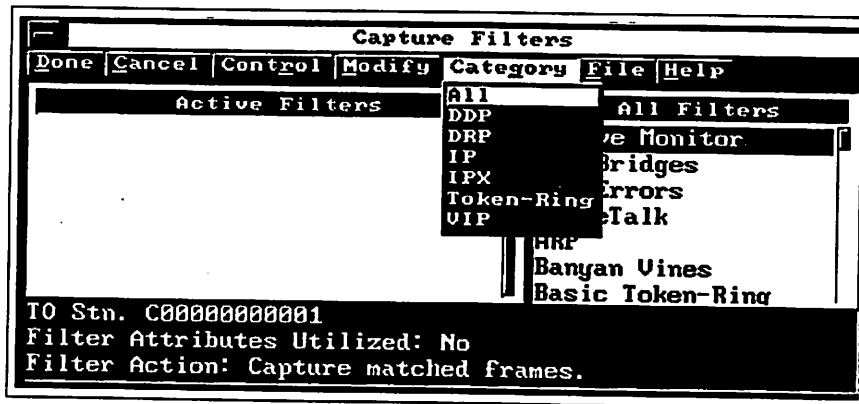 Capture Filters
Done Cancel Control Modify Category File Help
Active Filters
All
DDP
DRP
IP
IPX
Token-Ring
VIP
All Filters
ve Monitor
Bridges
Errors
eTalk
ARP
Banyan Vines
Basic Token-Ring
TO Stn. C00000000001
Filter Attributes Utilized: No
Filter Action: Capture matched frames.